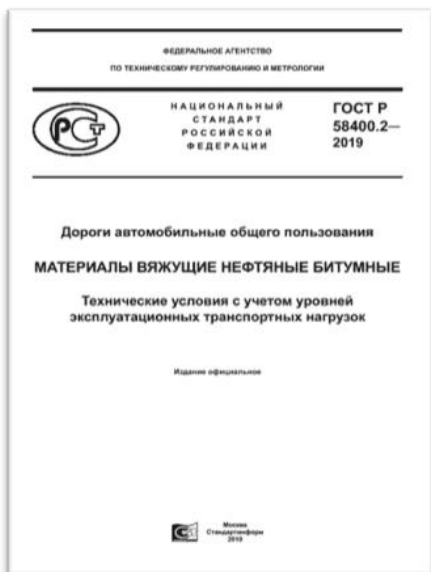 ФЕДЕРАЛЬНОЕ АГЕНТСТВО
ПО ТЕХНИЧЕСКОМУ РЕГУЛИРОВАНИЮ И МЕТРОЛОГИИ
РСТ
НАЦИОНАЛЬНЫЙ
СТАНДАРТ
РОССИЙСКОЙ
ФЕДЕРАЦИИ
ГОСТ Р
58400.2—
2019
Дороги автомобильные общего пользования
МАТЕРИАЛЫ ВЯЖУЩИЕ НЕФТЯНЫЕ БИТУМНЫЕ
Технические условия с учетом уровней
эксплуатационных транспортных нагрузок
Издание официальное
Москва
Стандартинформ
2019